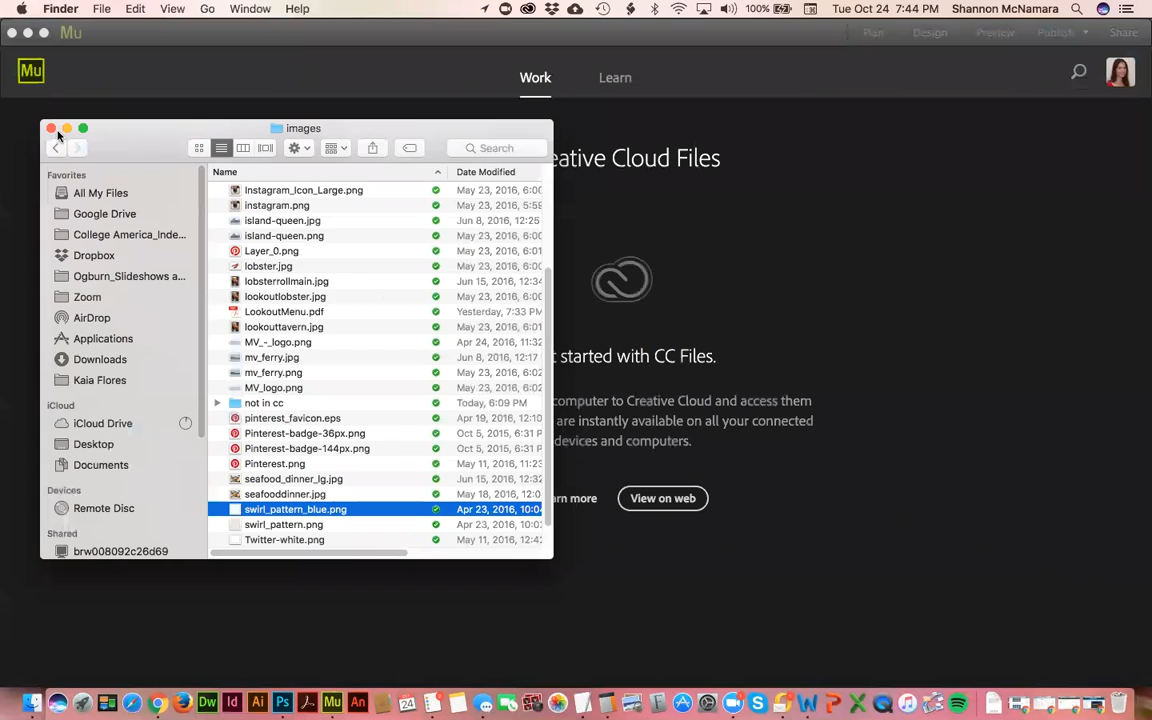 Finder File Edit View Go Window Help 100% Tue Oct 24 7:44 PM Shannon McNamara
Mu Plan Design Preview Publish Share
Mu Work Learn
images
Search
Favorites
All My Files
Google Drive
College America_Inde...
Dropbox
Ogburn_Slideshows a...
Zoom
AirDrop
Applications
Downloads
Kaia Flores
iCloud
iCloud Drive
Desktop
Documents
Devices
Remote Disc
Shared
brw008092c26d69
Name Date Modified
Instagram_Icon_Large.png May 23, 2016, 6:00
instagram.png May 23, 2016, 5:59
island-queen.jpg Jun 8, 2016, 12:25
island-queen.png May 23, 2016, 6:00
Layer_0.png May 23, 2016, 6:01
lobster.jpg May 23, 2016, 6:00
lobsterrollmain.jpg Jun 15, 2016, 12:34
lookoutlobster.jpg May 23, 2016, 6:00
LookoutMenu.pdf Yesterday, 7:33 PM
lookouttavern.jpg May 23, 2016, 6:01
MV_-_logo.png Apr 24, 2016, 11:32
mv_ferry.jpg Jun 8, 2016, 12:17
mv_ferry.png May 23, 2016, 6:02
MV_logo.png May 23, 2016, 6:02
not in cc Today, 6:09 PM
pinterest_favicon.eps Apr 19, 2016, 12:10
Pinterest-badge-36px.png Oct 5, 2015, 6:31 P
Pinterest-badge-144px.png Oct 5, 2015, 6:31 P
Pinterest.png May 11, 2016, 12:23
seafood_dinner_lg.jpg Jun 15, 2016, 12:32
seafooddinner.jpg May 18, 2016, 12:0
swirl_pattern_blue.png Apr 23, 2016, 10:04
swirl_pattern.png Apr 23, 2016, 10:02
Twitter-white.png May 11, 2016, 12:42
eative Cloud Files
t started with CC Files.
omputer to Creative Cloud and access them
are instantly available on all your connected
devices and computers.
arn more View on web
Dw Id Ai Ps Mu An 24